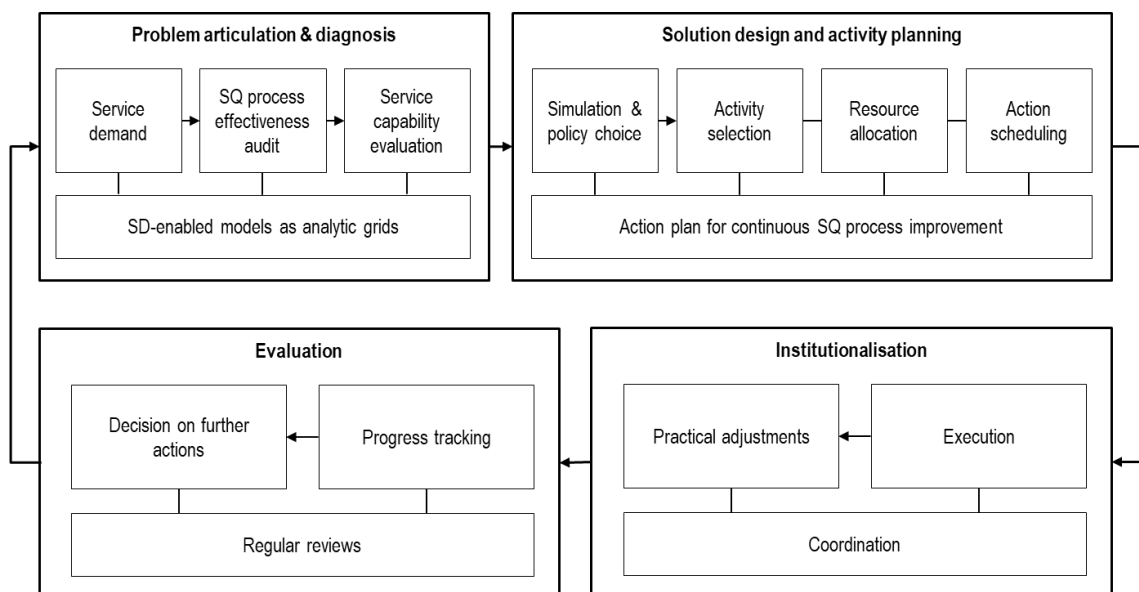 Problem articulation & diagnosis
Service
demand
SQ process
effectiveness
audit
Service
capability
evaluation
SD-enabled models as analytic grids
Solution design and activity planning
Simulation &
policy choice
Activity
selection
Resource
allocation
Action
scheduling
Action plan for continuous SQ process improvement
Evaluation
Decision on further
actions
Progress tracking
Regular reviews
Institutionalisation
Practical adjustments
Execution
Coordination